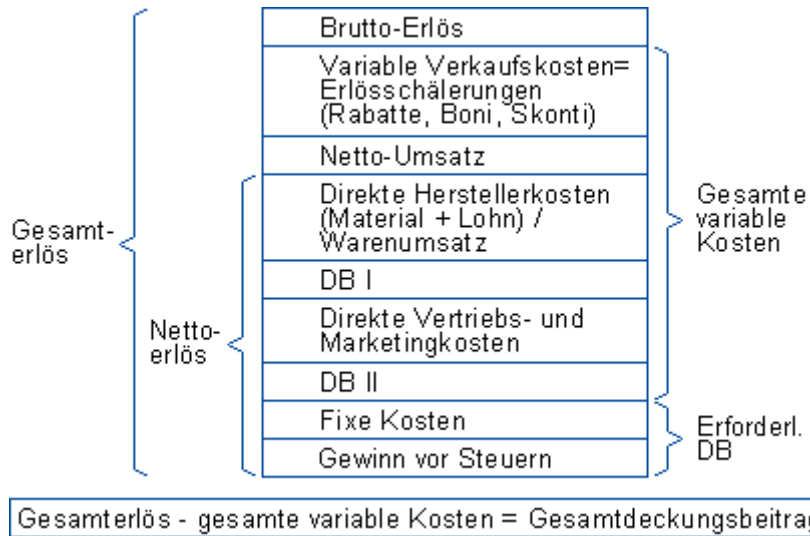 Brutto-Erlös
Variable Verkaufskosten=
Erlösschälerungen
(Rabatte, Boni, Skonti)
Netto-Umsatz
Direkte Herstellerkosten
(Material + Lohn) /
Warenumsatz
DB I
Direkte Vertriebs- und
Marketingkosten
DB II
Fixe Kosten
Gewinn vor Steuern
Gesamt-
erlös
Netto-
erlös
Gesamte
variable
Kosten
Erforderl.
DB
Gesamterlös - gesamte variable Kosten = Gesamtdeckungsbeitrag